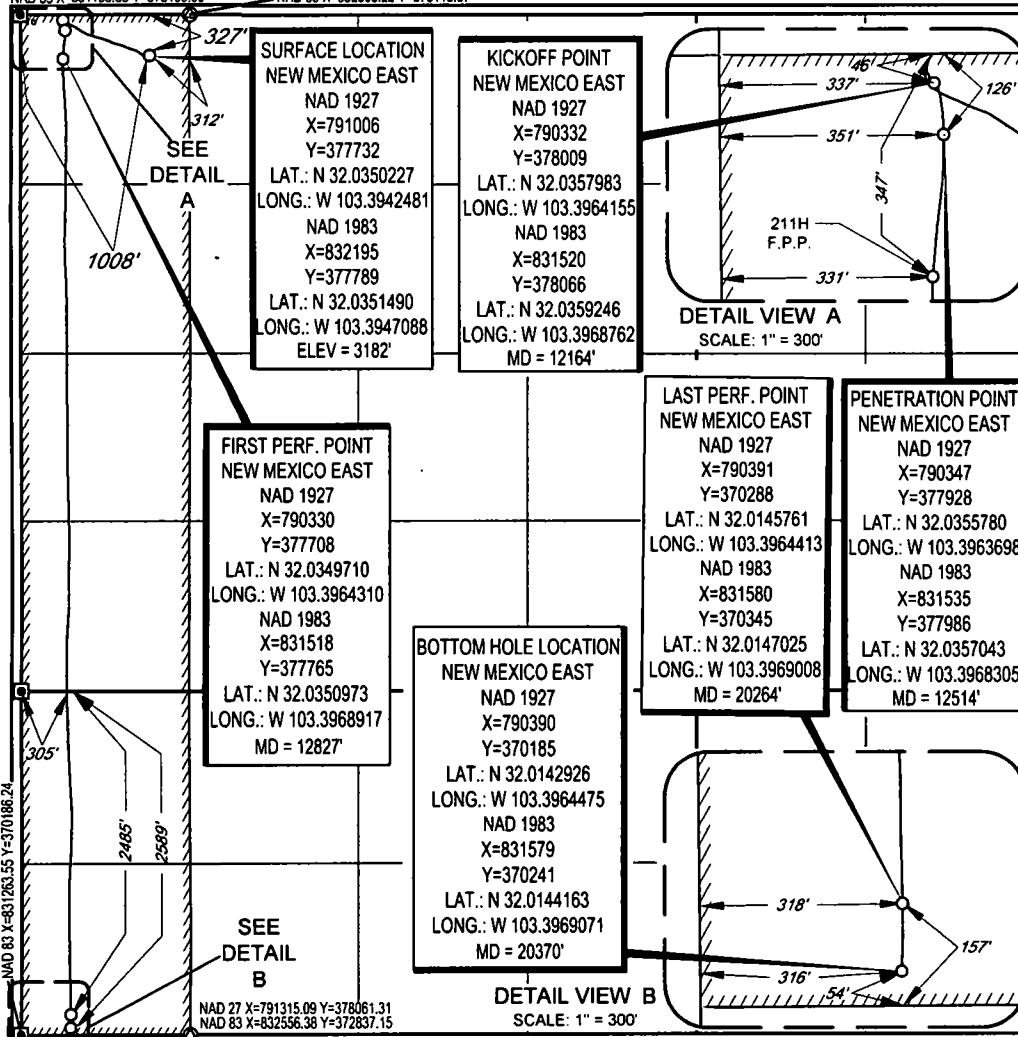 327'
312'
1008'
SEE
DETAIL
A
SURFACE LOCATION
NEW MEXICO EAST
NAD 1927
X=791006
Y=377732
LAT.: N 32.0350227
LONG.: W 103.3942481
NAD 1983
X=832195
Y=377789
LAT.: N 32.0351490
LONG.: W 103.3947088
ELEV = 3182'
KICKOFF POINT
NEW MEXICO EAST
NAD 1927
X=790332
Y=378009
LAT.: N 32.0357983
LONG.: W 103.3964155
NAD 1983
X=831520
Y=378066
LAT.: N 32.0359246
LONG.: W 103.3968762
MD = 12164'
46'
337'
126'
351'
347'
211H
F.P.P.
331'
DETAIL VIEW A
SCALE: 1" = 300'
FIRST PERF. POINT
NEW MEXICO EAST
NAD 1927
X=790330
Y=377708
LAT.: N 32.0349710
LONG.: W 103.3964310
NAD 1983
X=831518
Y=377765
LAT.: N 32.0350973
LONG.: W 103.3968917
MD = 12827'
LAST PERF. POINT
NEW MEXICO EAST
NAD 1927
X=790391
Y=370288
LAT.: N 32.0145761
LONG.: W 103.3964413
NAD 1983
X=831580
Y=370345
LAT.: N 32.0147025
LONG.: W 103.3969008
MD = 20264'
PENETRATION POINT
NEW MEXICO EAST
NAD 1927
X=790347
Y=377928
LAT.: N 32.0355780
LONG.: W 103.3963698
NAD 1983
X=831535
Y=377986
LAT.: N 32.0357043
LONG.: W 103.3968305
MD = 12514'
BOTTOM HOLE LOCATION
NEW MEXICO EAST
NAD 1927
X=790390
Y=370185
LAT.: N 32.0142926
LONG.: W 103.3964475
NAD 1983
X=831579
Y=370241
LAT.: N 32.0144163
LONG.: W 103.3969071
MD = 20370'
305'
2485'
2589'
NAD 83 X=831263.55 Y=370186.24
SEE
DETAIL
B
NAD 27 X=791315.09 Y=378061.31
NAD 83 X=832556.38 Y=372837.15
318'
157'
316'
54'
DETAIL VIEW B
SCALE: 1" = 300'